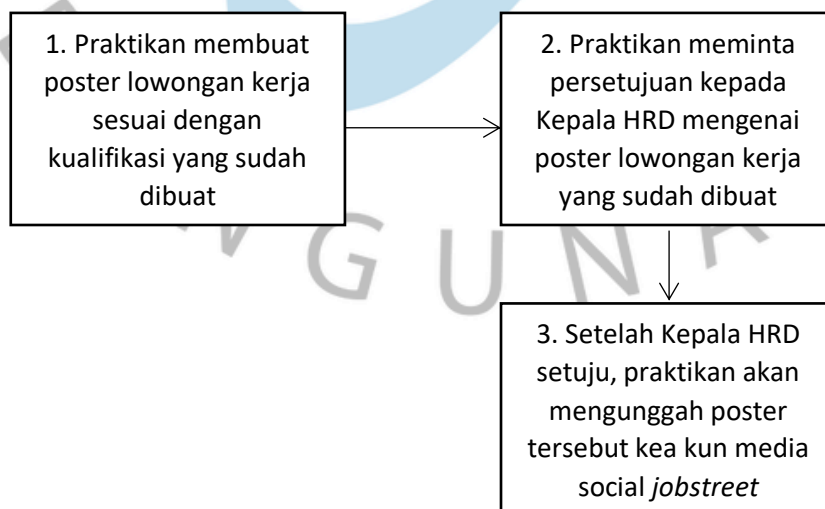 1. Praktikan membuat
poster lowongan kerja
sesuai dengan
kualifikasi yang sudah
dibuat
2. Praktikan meminta
persetujuan kepada
Kepala HRD mengenai
poster lowongan kerja
yang sudah dibuat
3. Setelah Kepala HRD
setuju, praktikan akan
mengunggah poster
tersebut kea kun media
social jobstreet